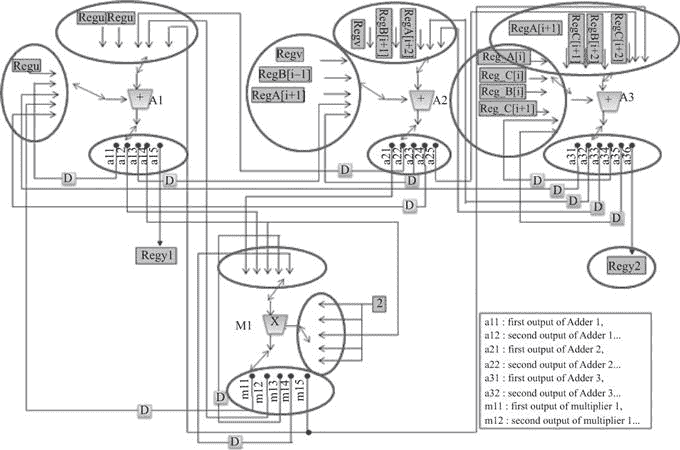 Regu Regu
Regu
+
A1
a11
a12
a13
a14
a15
D
D
Regy1
Regv
RegB[i+1]
RegA[i+2]
Regv
RegB[i−1]
RegA[i+1]
+
A2
a21
a22
a23
a24
a25
D
D
RegA[i+1]
RegC[i+1]
RegB[i+2]
RegC[i+2]
Reg_A[i]
Reg_C[i]
Reg_B[i]
Reg_C[i+1]
+
A3
a31
a32
a33
a34
a35
a36
D
D
D
D
D
Regy2
M1
X
2
m11
m12
m13
m14
m15
D
D
D
a11 : first output of Adder 1,
a12 : second output of Adder 1...
a21 : first output of Adder 2,
a22 : second output of Adder 2...
a31 : first output of Adder 3,
a32 : second output of Adder 3...
m11 : first output of multiplier 1,
m12 : second output of multiplier 1...